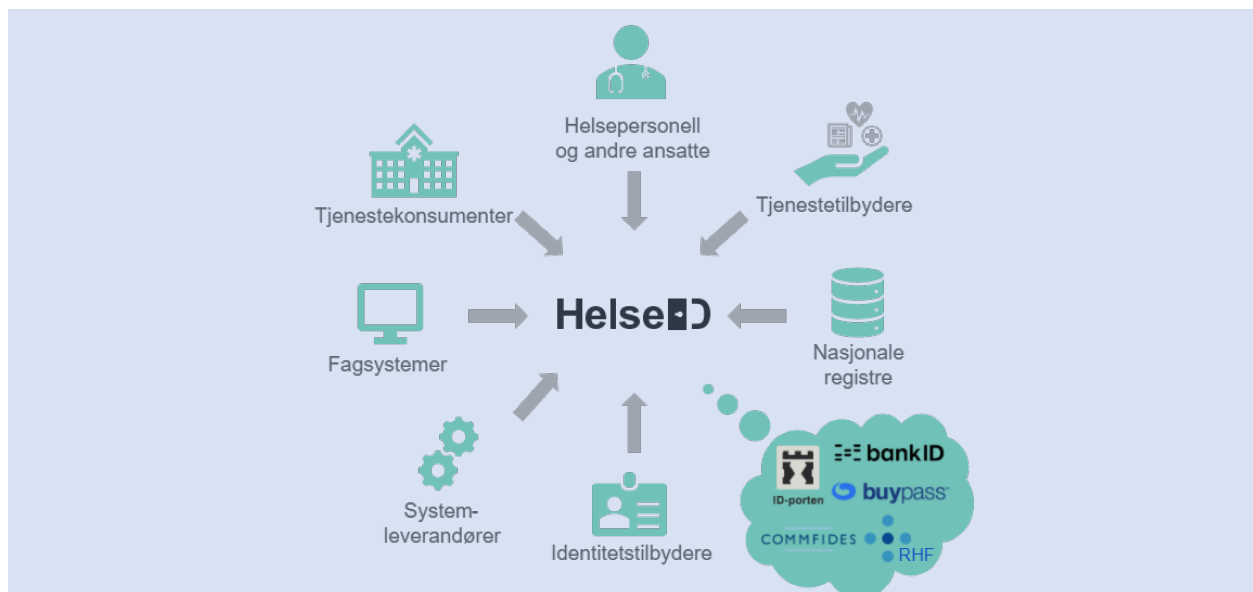 Helsepersonell
og andre ansatte
Tjenestekonsumenter
Tjenestetilbydere
HelseID
Fagsystemer
Nasjonale
registre
System-
leverandører
Identitetstilbydere
ID-porten
bankID
buypass
COMMFIDES
RHF